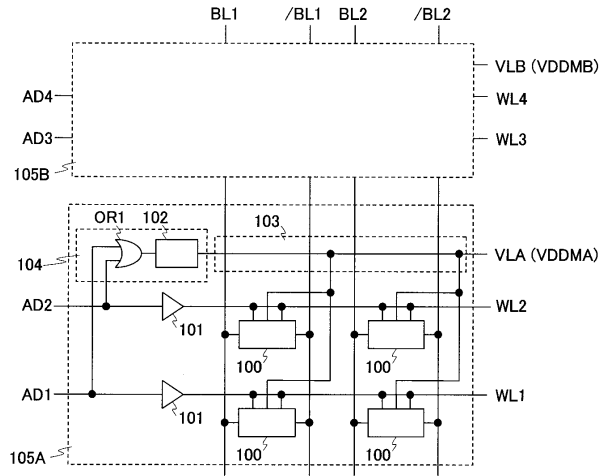 BL1 /BL1 BL2 /BL2
VLB (VDDMB)
AD4 WL4
AD3 WL3
105B
OR1 102 103
104
VLA (VDDMA)
AD2 WL2
101
100 100
AD1 WL1
101
100 100
105A